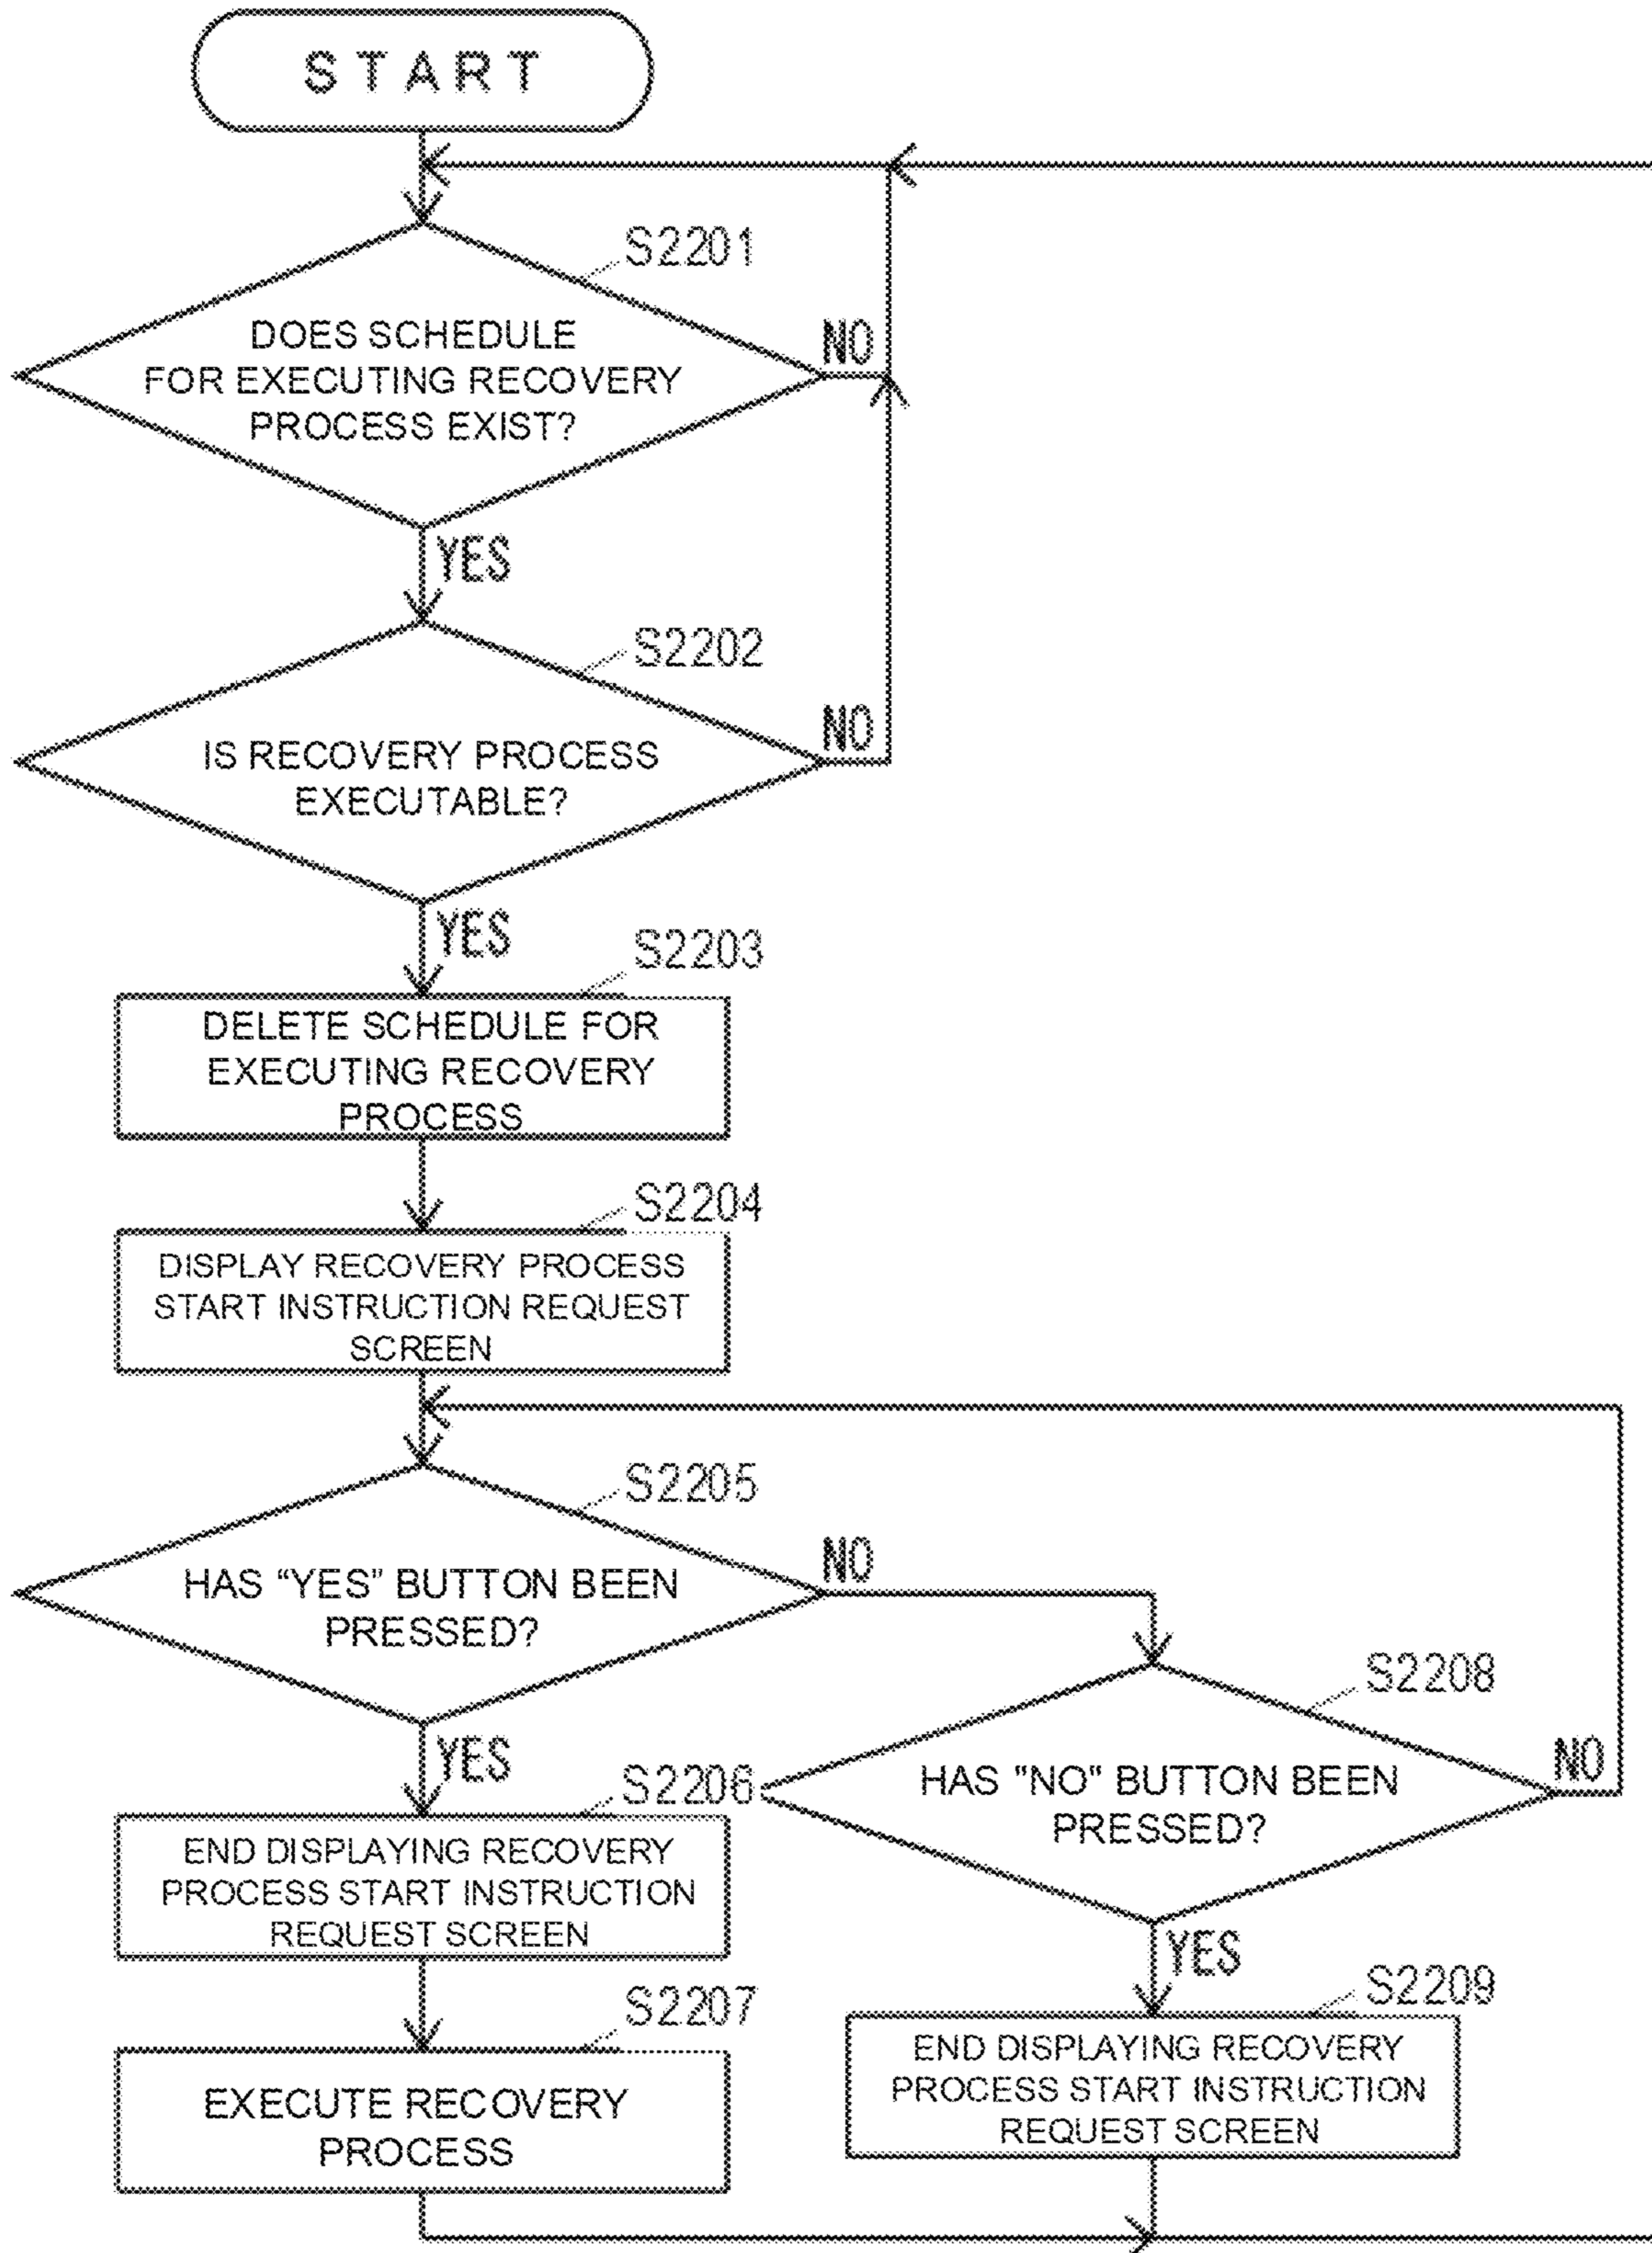 START
S2201
DOES SCHEDULE
FOR EXECUTING RECOVERY
PROCESS EXIST?
NO
YES
S2202
IS RECOVERY PROCESS
EXECUTABLE?
NO
YES
S2203
DELETE SCHEDULE FOR
EXECUTING RECOVERY
PROCESS
S2204
DISPLAY RECOVERY PROCESS
START INSTRUCTION REQUEST
SCREEN
S2205
HAS “YES” BUTTON BEEN
PRESSED?
NO
YES
S2206
END DISPLAYING RECOVERY
PROCESS START INSTRUCTION
REQUEST SCREEN
S2207
EXECUTE RECOVERY
PROCESS
S2208
HAS "NO" BUTTON BEEN
PRESSED?
NO
YES
S2209
END DISPLAYING RECOVERY
PROCESS START INSTRUCTION
REQUEST SCREEN